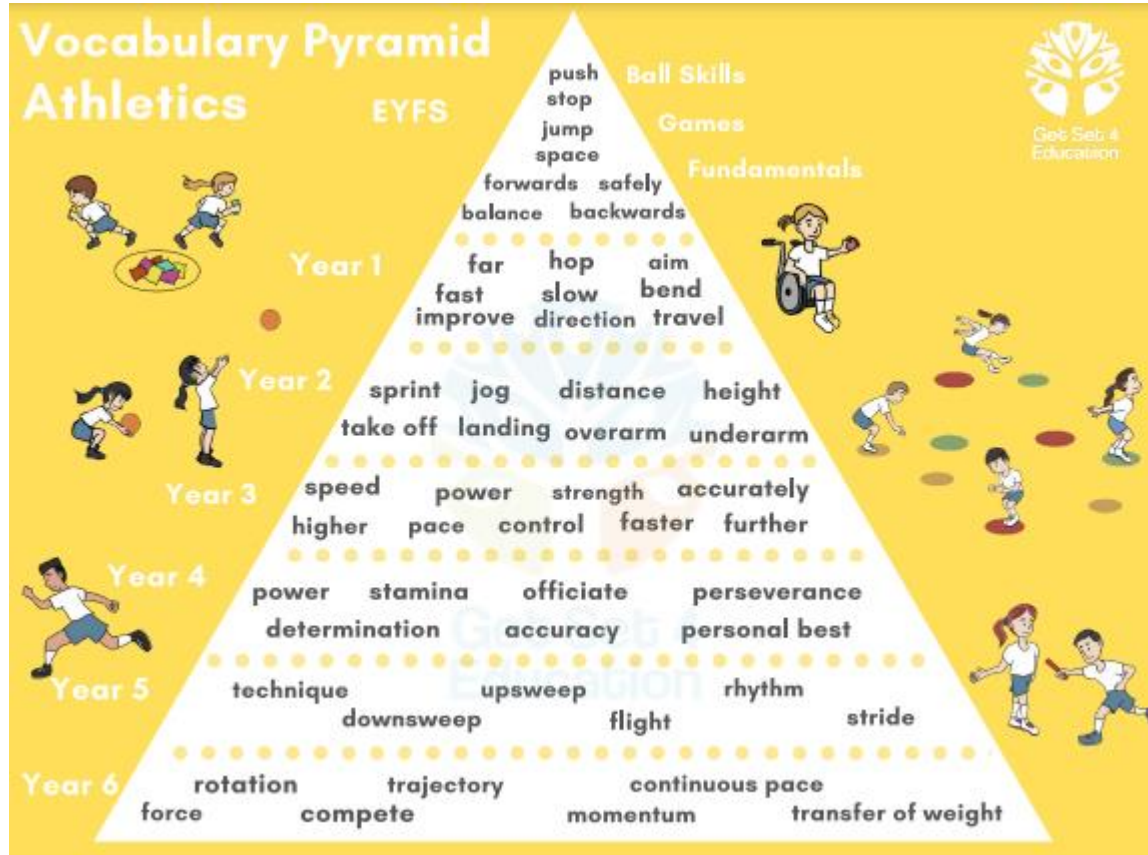 Vocabulary Pyramid
Athletics
EYFS
Ball Skills
Games
Fundamentals
Get Set 4
Education
push
stop
jump
space
forwards safely
balance backwards
Year 1
far hop aim
fast slow bend
improve direction travel
Year 2
sprint jog distance height
take off landing overarm underarm
Year 3
speed power strength accurately
higher pace control faster further
Year 4
power stamina officiate perseverance
determination accuracy personal best
Get Set 4
Education
Year 5
technique upsweep rhythm
downsweep flight stride
Year 6
rotation trajectory continuous pace
force compete momentum transfer of weight